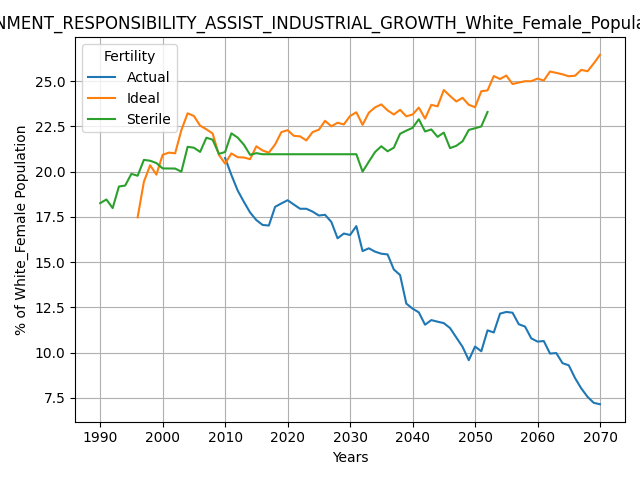 NMENT_RESPONSIBILITY_ASSIST_INDUSTRIAL_GROWTH_White_Female_Popula
Fertility
Actual
Ideal
Sterile
% of White_Female Population
25.0
22.5
20.0
17.5
15.0
12.5
10.0
7.5
1990 2000 2010 2020 2030 2040 2050 2060 2070
Years